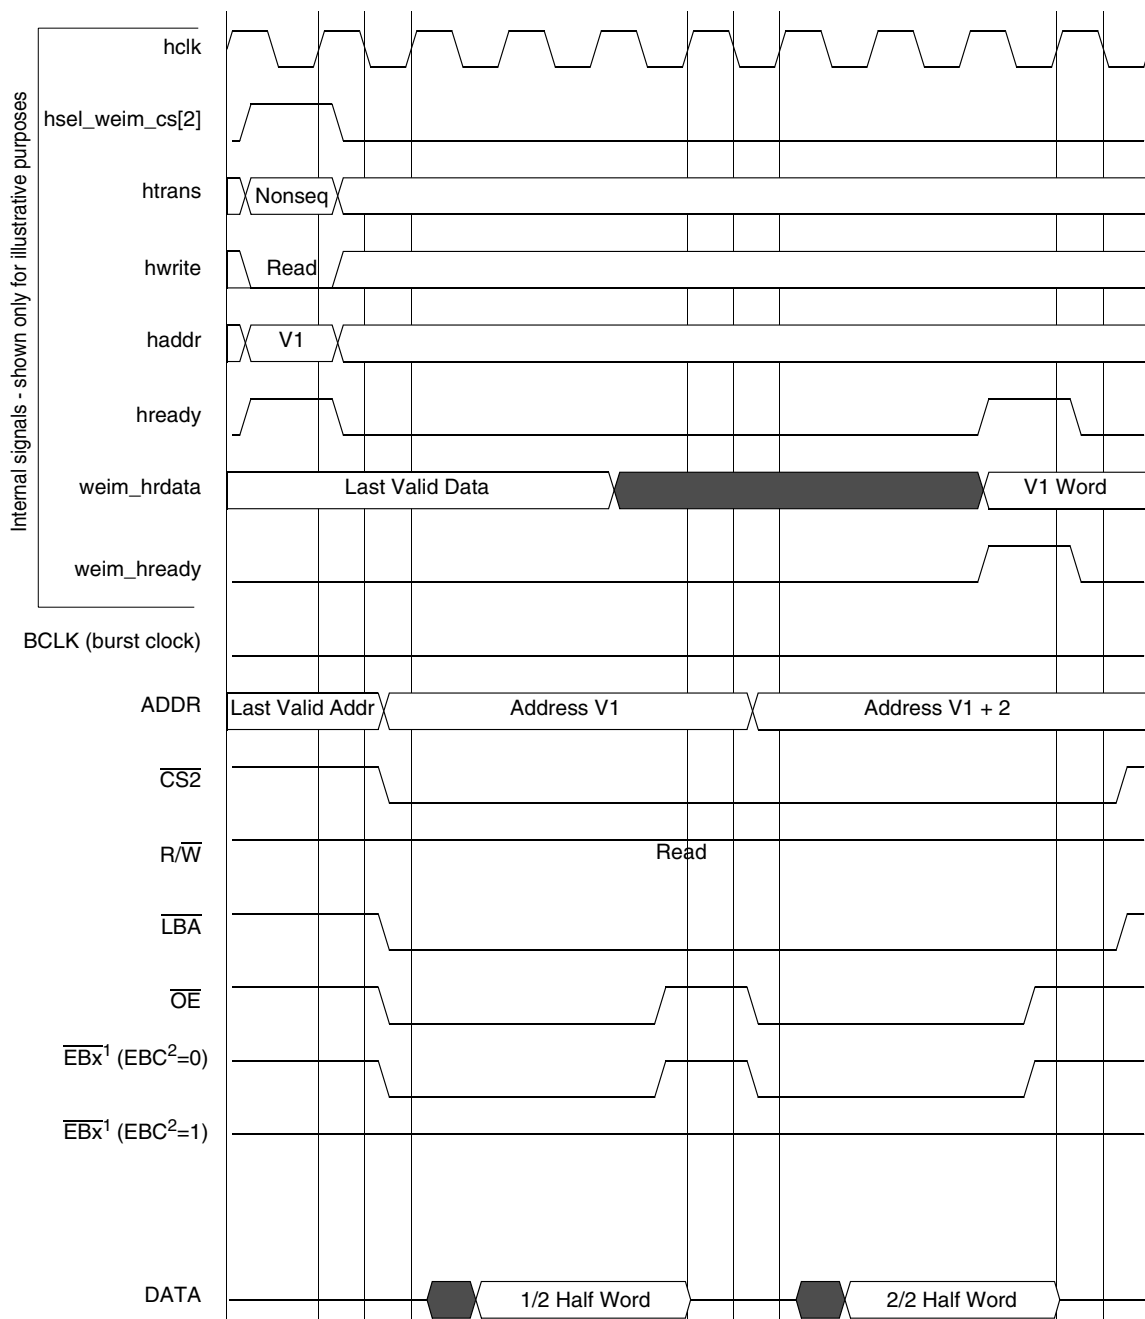 Internal signals - shown only for illustrative purposes
hclk
hsel_weim_cs[2]
htrans Nonseq
hwrite Read
haddr V1
hready
weim_hrdata Last Valid Data V1 Word
weim_hready
BCLK (burst clock)
ADDR Last Valid Addr Address V1 Address V1 + 2
CS2
R/W Read
LBA
OE
EBx¹ (EBC²=0)
EBx¹ (EBC²=1)
DATA 1/2 Half Word 2/2 Half Word